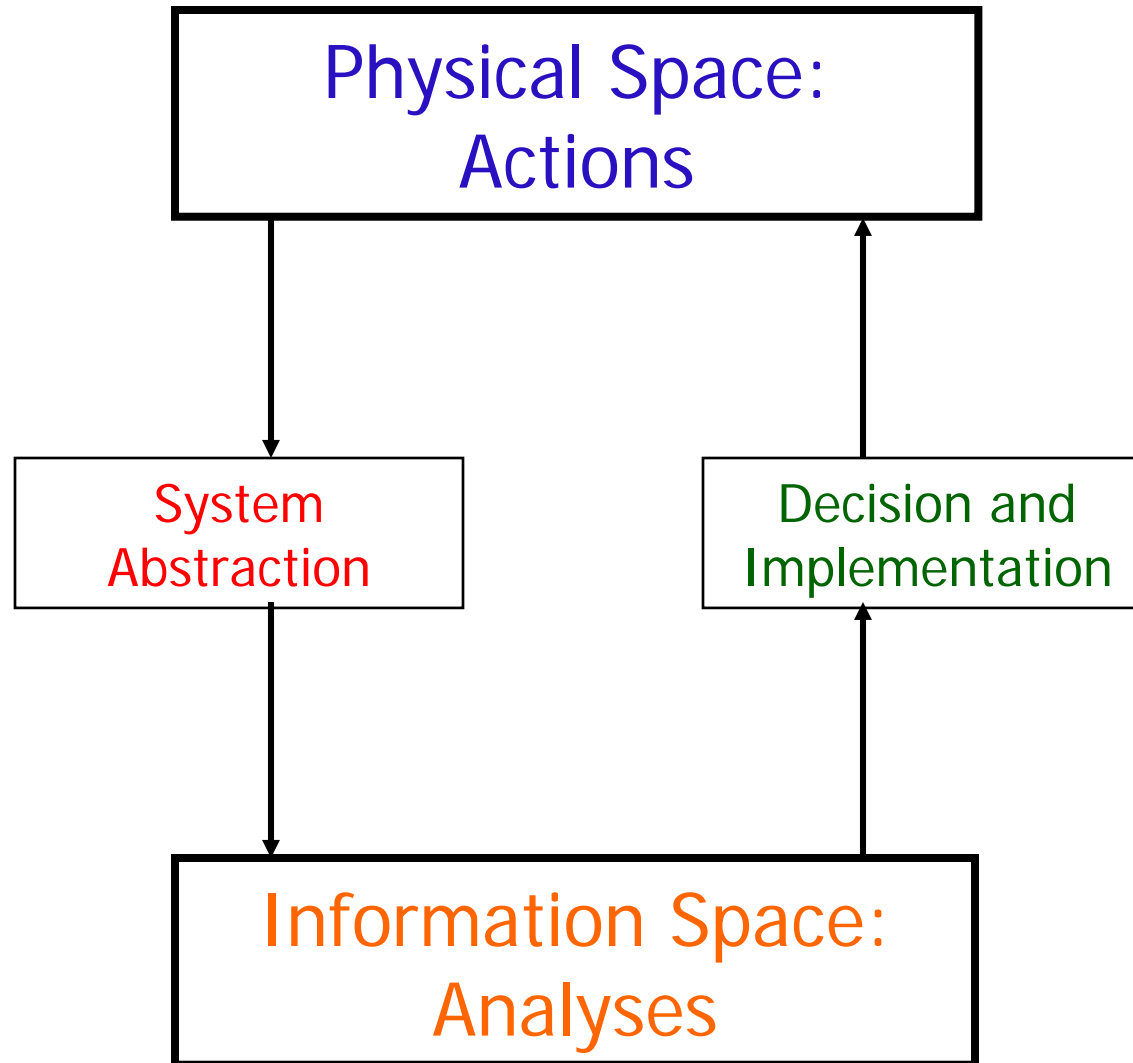 Physical Space:
Actions
System
Abstraction
Decision and
Implementation
Information Space:
Analyses